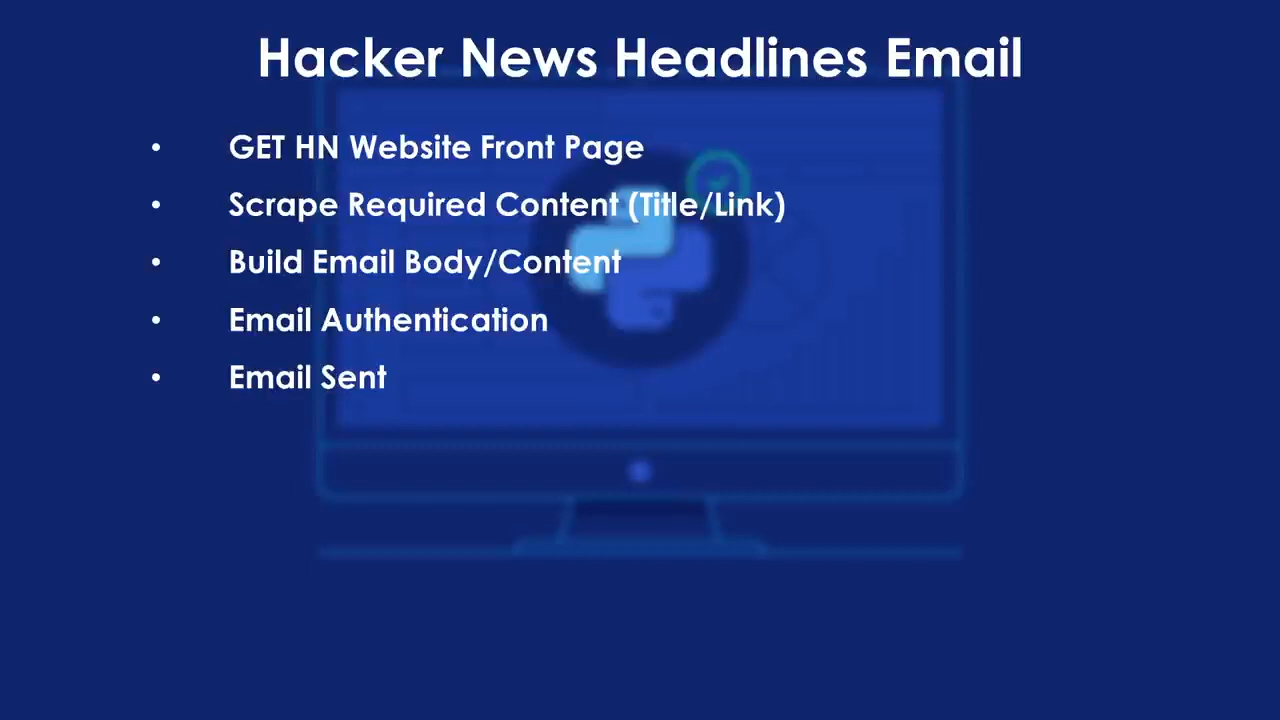 Hacker News Headlines Email
• GET HN Website Front Page
• Scrape Required Content (Title/Link)
• Build Email Body/Content
• Email Authentication
• Email Sent